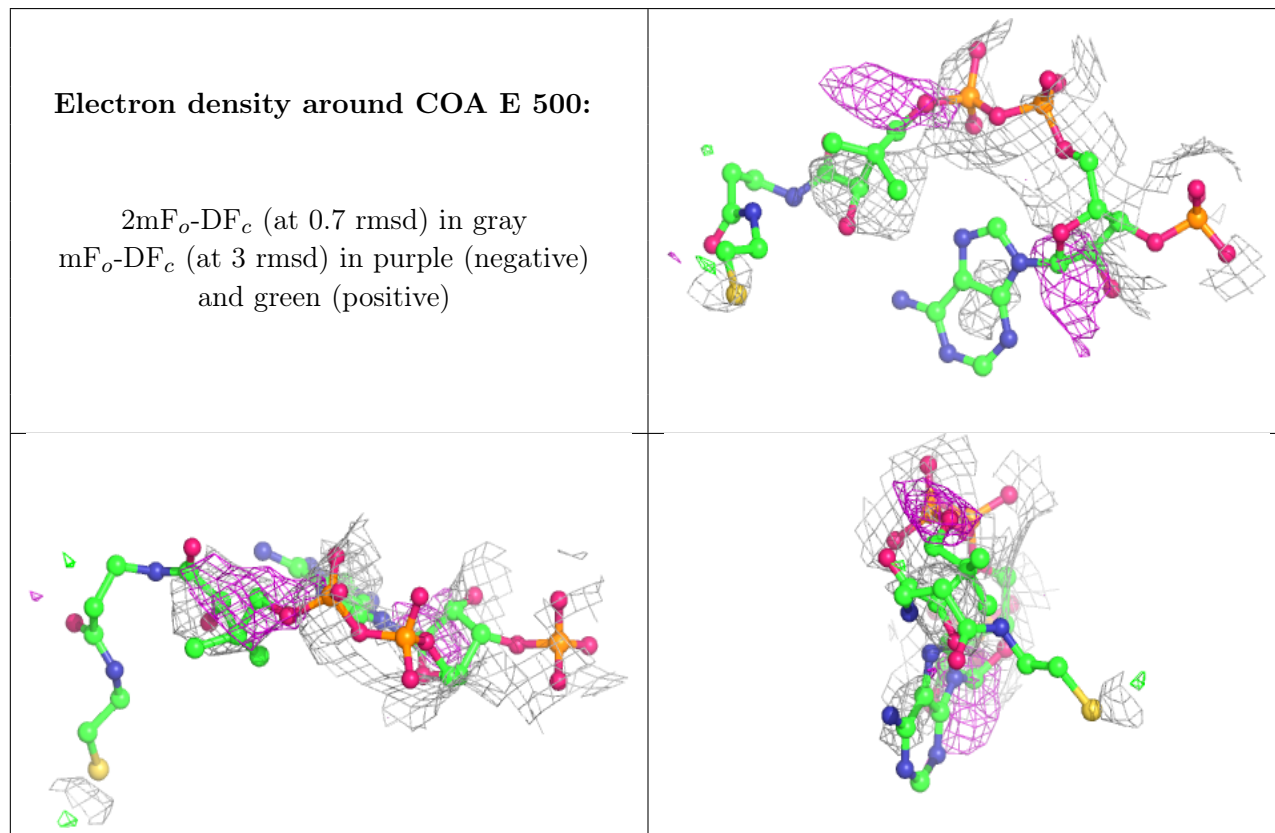 Electron density around COA E 500:
2mFo-DFc (at 0.7 rmsd) in gray
mFo-DFc (at 3 rmsd) in purple (negative)
and green (positive)